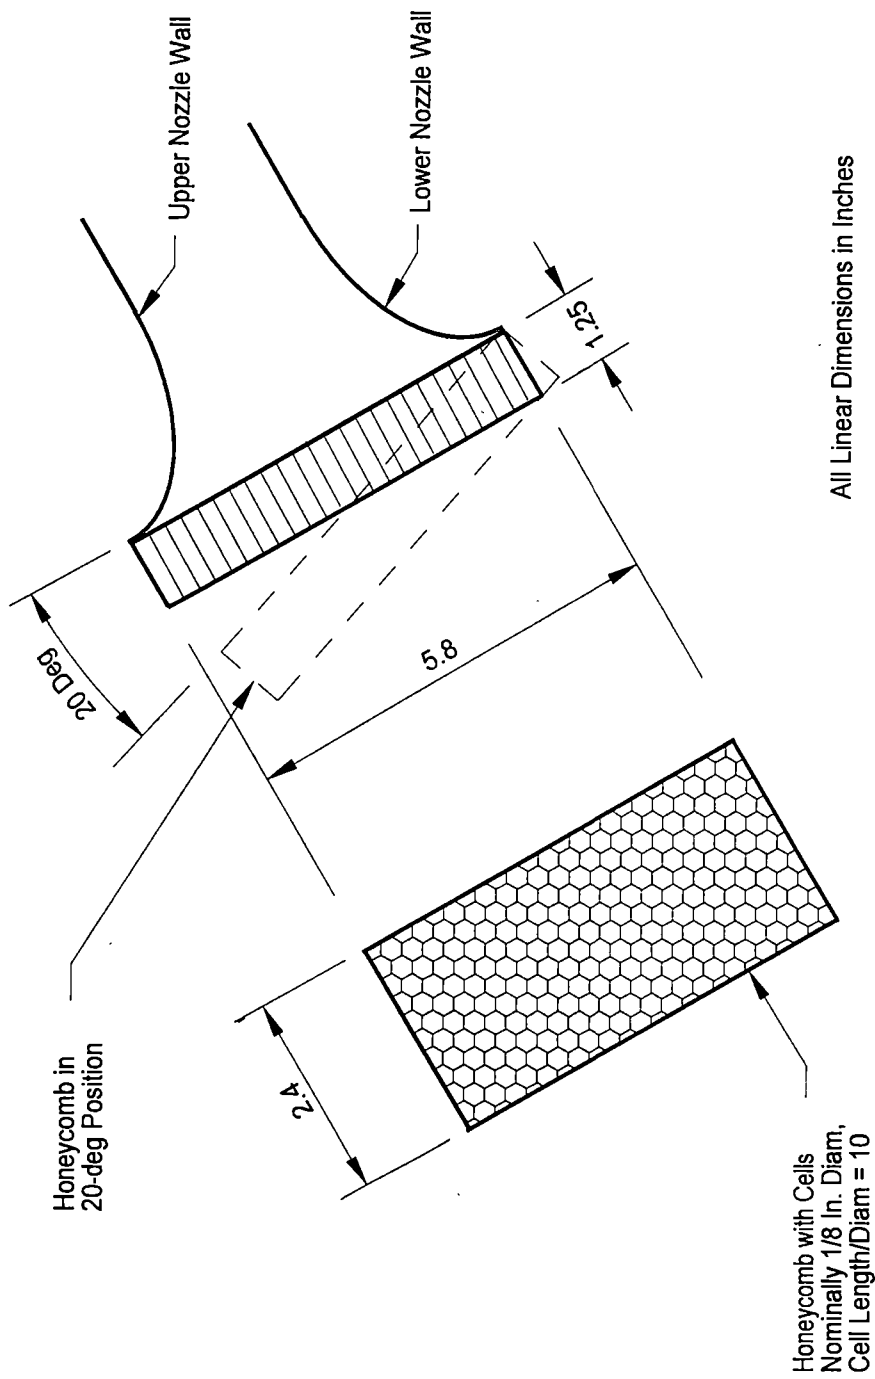 Upper Nozzle Wall
Lower Nozzle Wall
20 Deg
1.25
5.8
Honeycomb in
20-deg Position
2.4
Honeycomb with Cells
Nominally 1/8 In. Diam,
Cell Length/Diam = 10
All Linear Dimensions in Inches